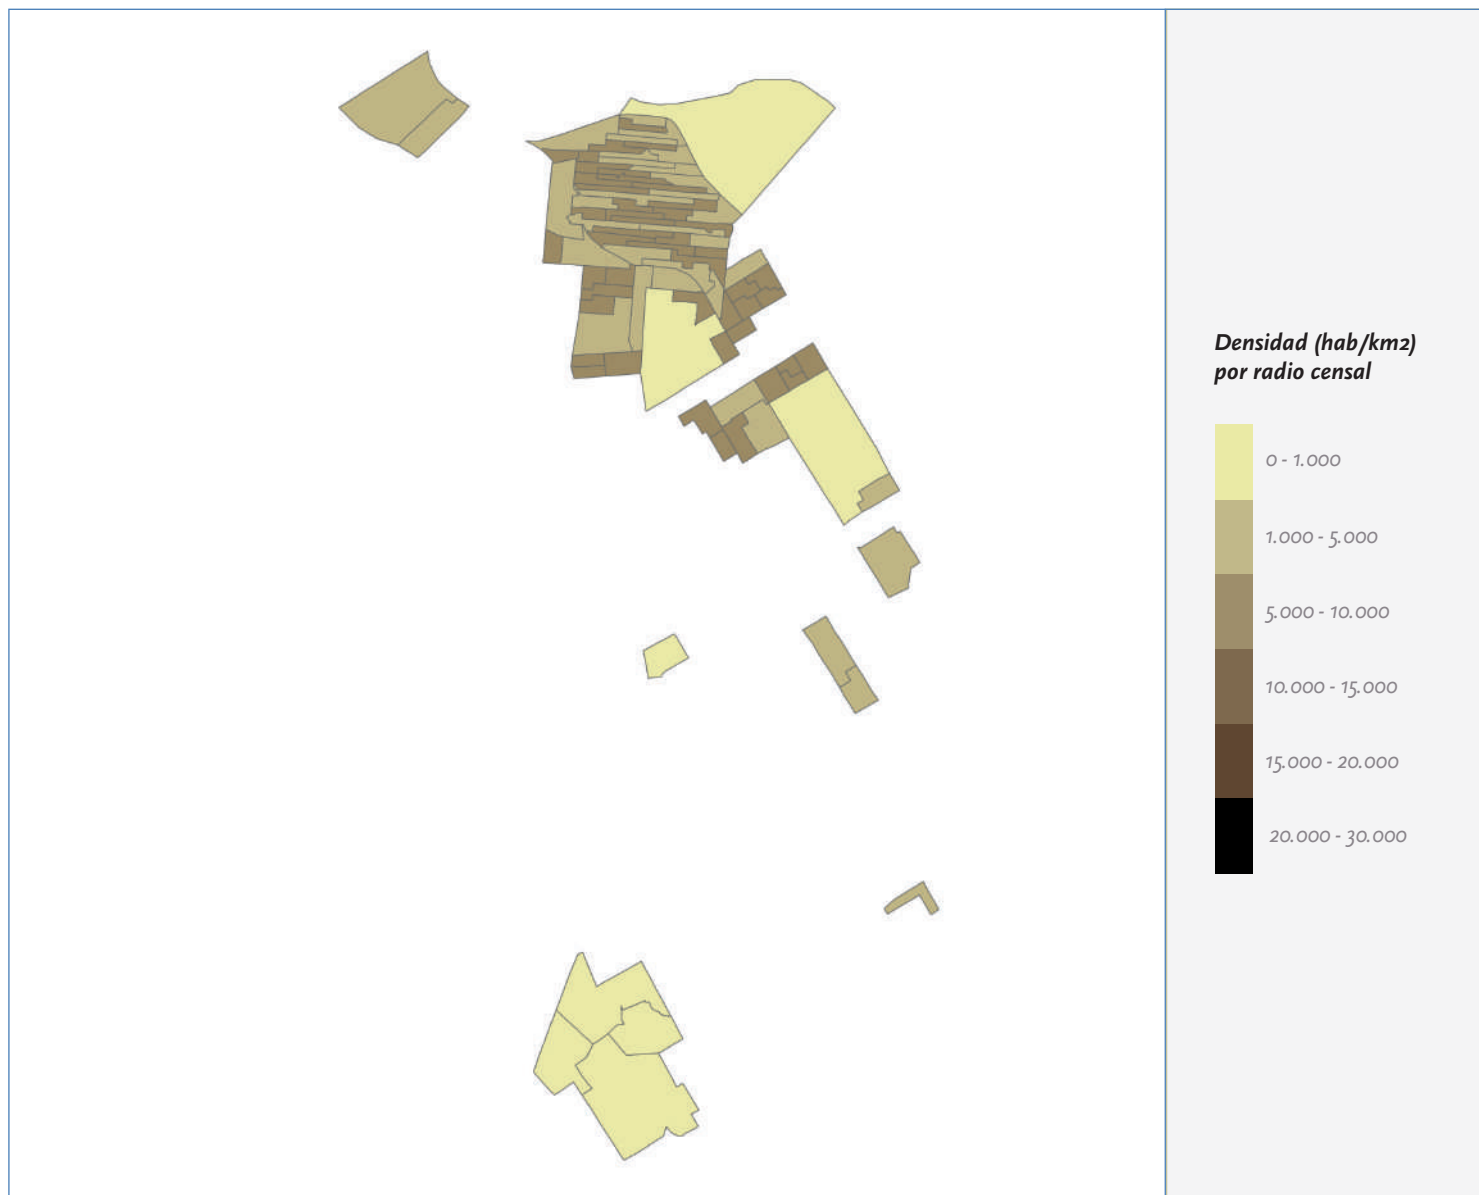 Densidad (hab/km2)
por radio censal
0 - 1.000
1.000 - 5.000
5.000 - 10.000
10.000 - 15.000
15.000 - 20.000
20.000 - 30.000